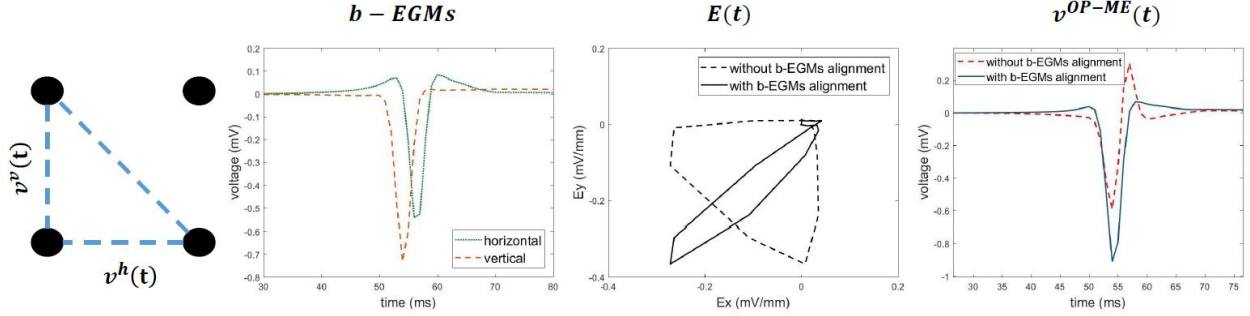 b − EGMs
E(t)
v^OP−ME(t)
v^v(t)
v^h(t)
0.2
0.1
0
-0.1
-0.2
-0.3
-0.4
-0.5
-0.6
-0.7
-0.8
voltage (mV)
horizontal
vertical
30
40
50
60
70
80
time (ms)
0.2
0
-0.2
-0.4
Ey (mV/mm)
without b-EGMs alignment
with b-EGMs alignment
-0.4
-0.2
0
0.2
Ex (mV/mm)
0.2
0
-0.2
-0.4
-0.6
-0.8
-1
voltage (mV)
without b-EGMs alignment
with b-EGMs alignment
30
35
40
45
50
55
60
65
70
75
time (ms)